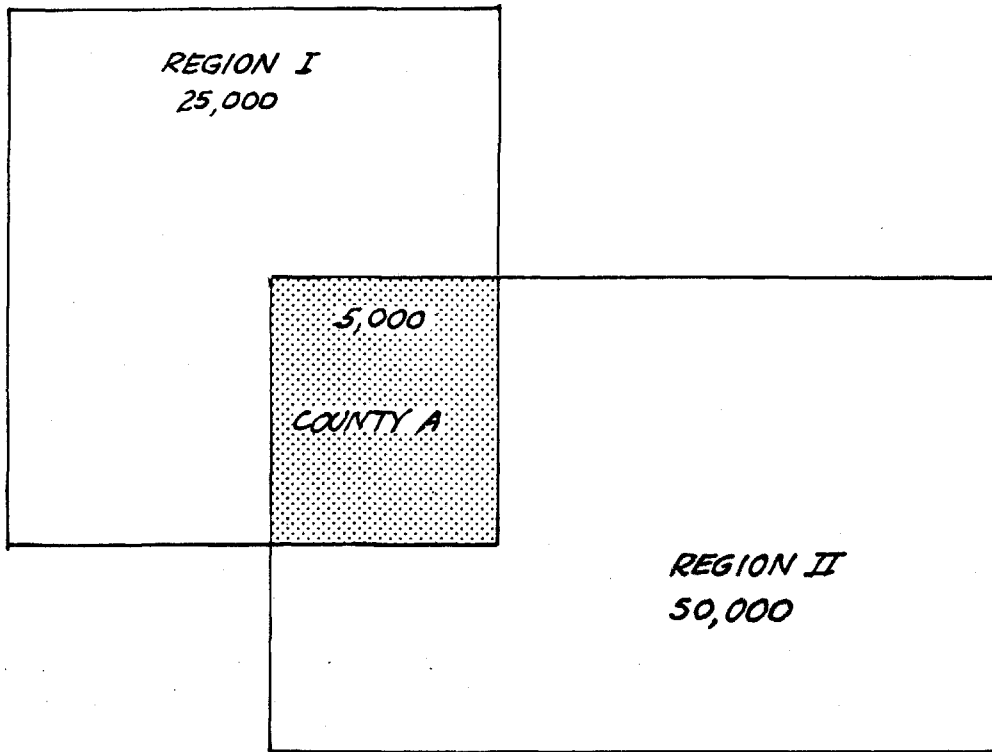 REGION I
25,000
5,000
COUNTY A
REGION II
50,000